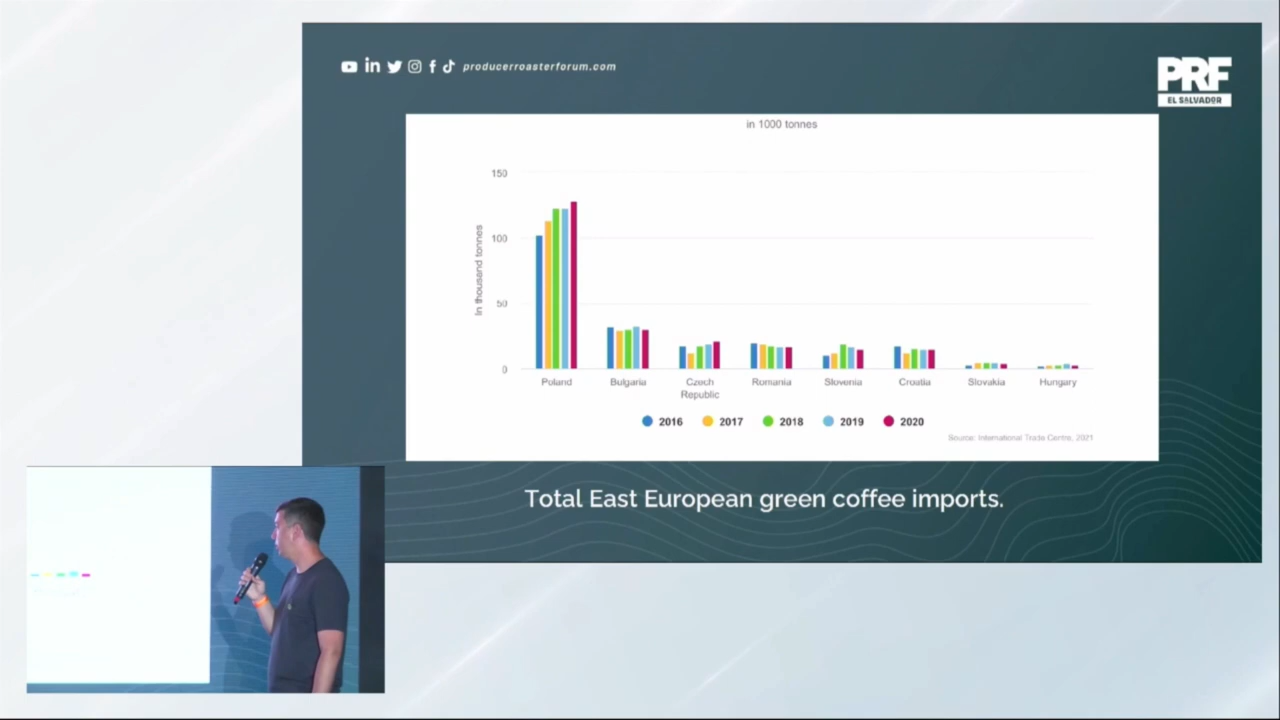 producerroasterforum.com
PRF
EL SALVADOR
in 1000 tonnes
In thousand tonnes
150
100
50
0
Poland
Bulgaria
Czech
Republic
Romania
Slovenia
Croatia
Slovakia
Hungary
2016
2017
2018
2019
2020
Source: International Trade Centre, 2021
Total East European green coffee imports.